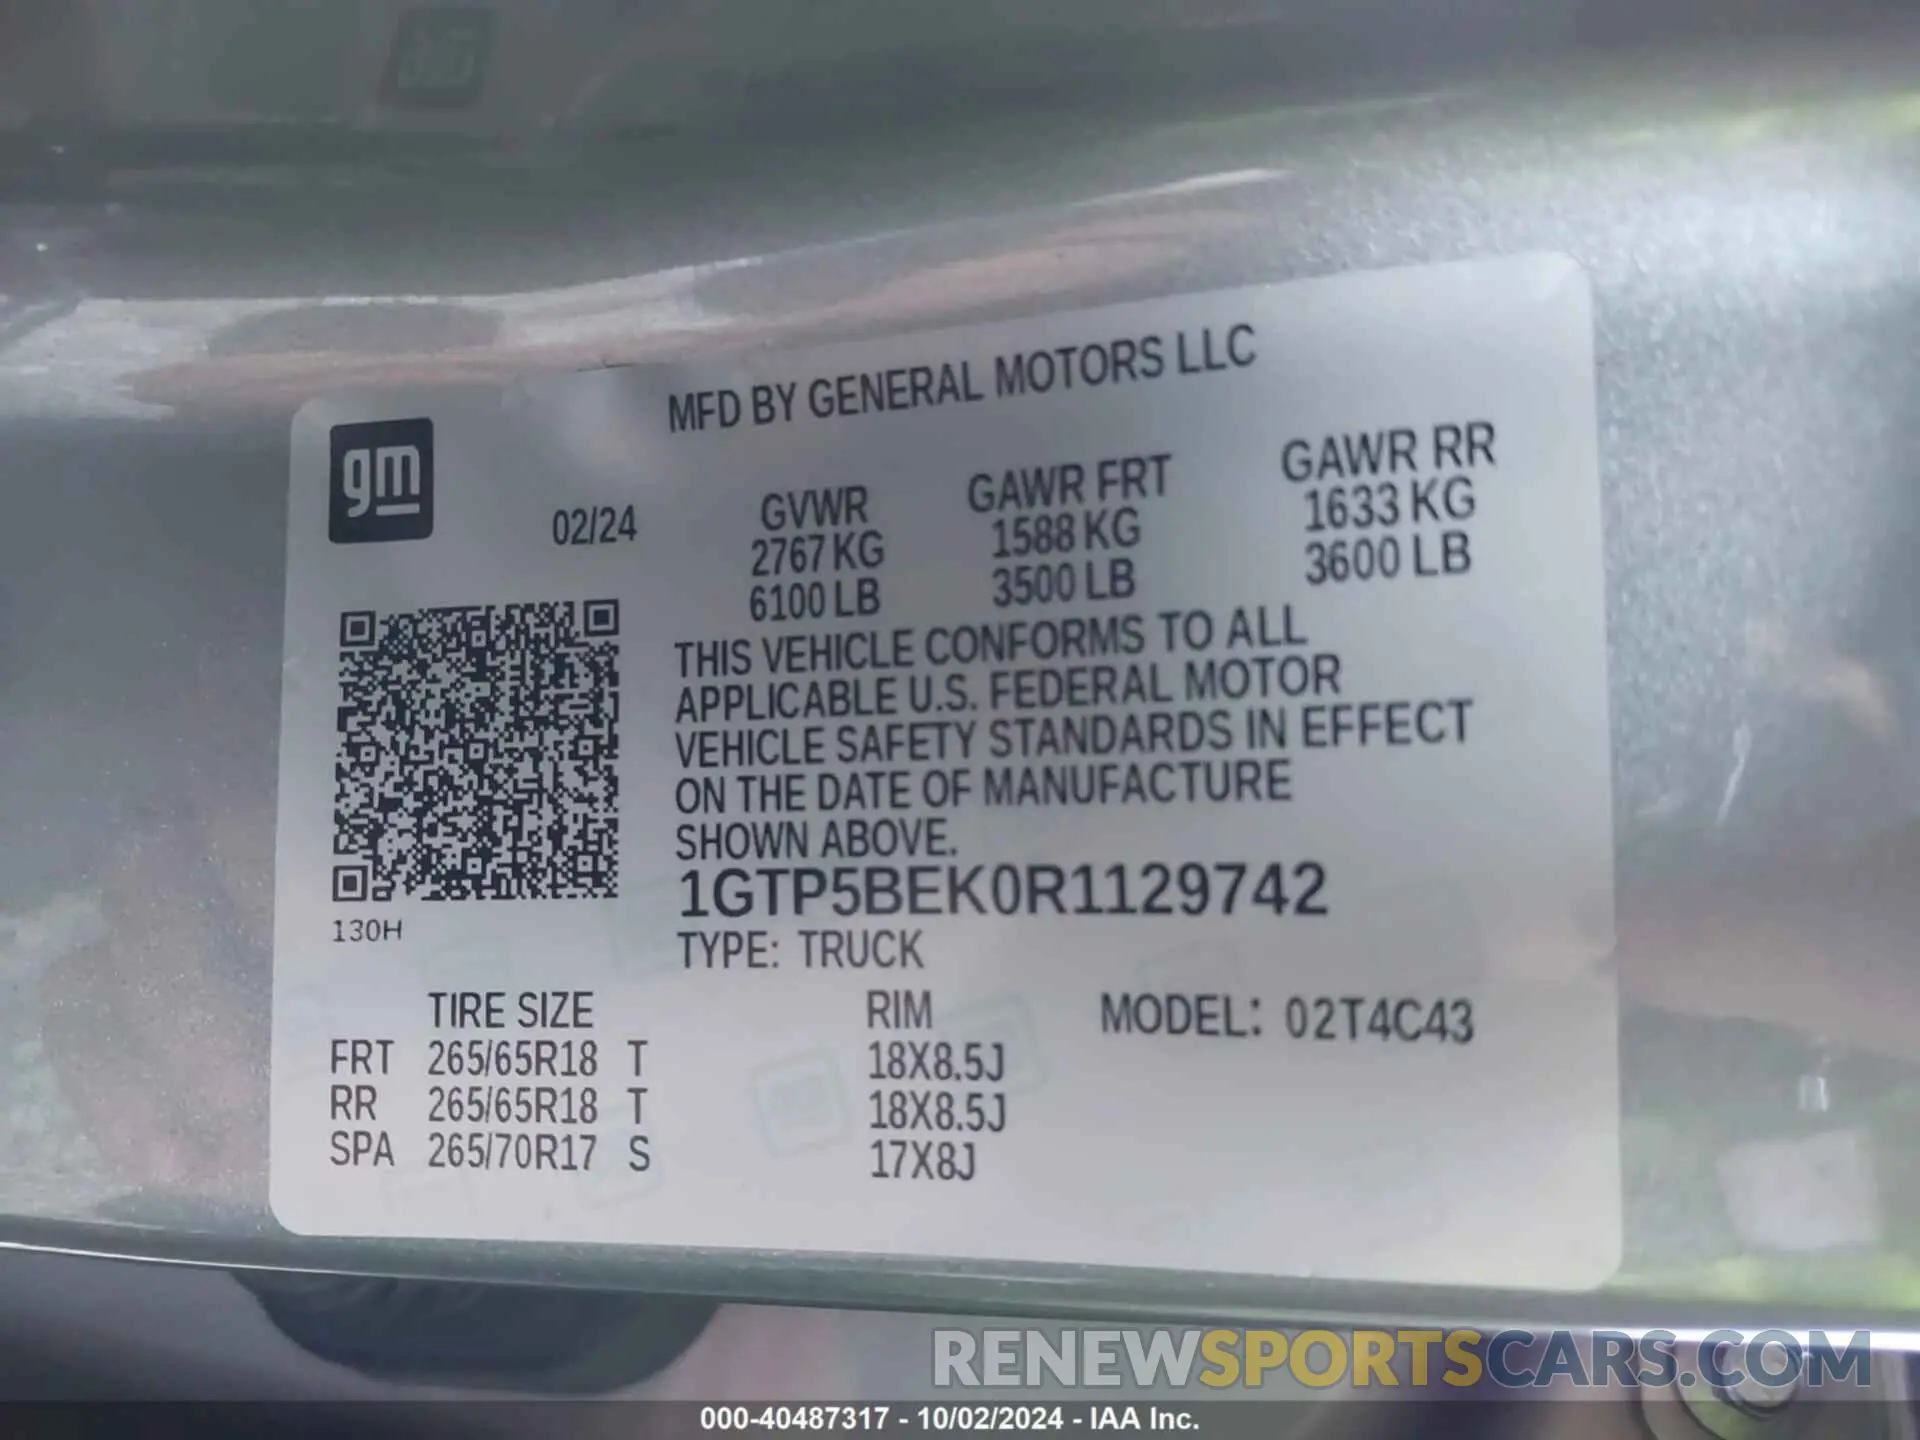 MFD BY GENERAL MOTORS LLC
gm
02/24
GVWR GAWR FRT GAWR RR
2767 KG 1588 KG 1633 KG
6100 LB 3500 LB 3600 LB
THIS VEHICLE CONFORMS TO ALL
APPLICABLE U.S. FEDERAL MOTOR
VEHICLE SAFETY STANDARDS IN EFFECT
ON THE DATE OF MANUFACTURE
SHOWN ABOVE.
1GTP5BEK0R1129742
130H
TYPE: TRUCK
TIRE SIZE RIM MODEL: 02T4C43
FRT 265/65R18 T 18X8.5J
RR 265/65R18 T 18X8.5J
SPA 265/70R17 S 17X8J
RENEWSPORTSCARS.COM
000-40487317 - 10/02/2024 - IAA Inc.